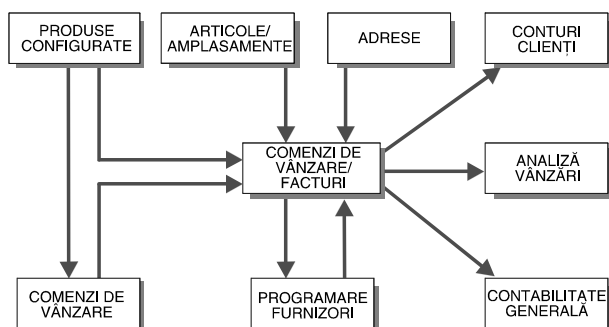 PRODUSE
CONFIGURATE
ARTICOLE/
AMPLASAMENTE
ADRESE
CONTURI
CLIENȚI
COMENZI DE
VÂNZARE/
FACTURI
ANALIZĂ
VÂNZĂRI
COMENZI DE
VÂNZARE
PROGRAMARE
FURNIZORI
CONTABILITATE
GENERALĂ